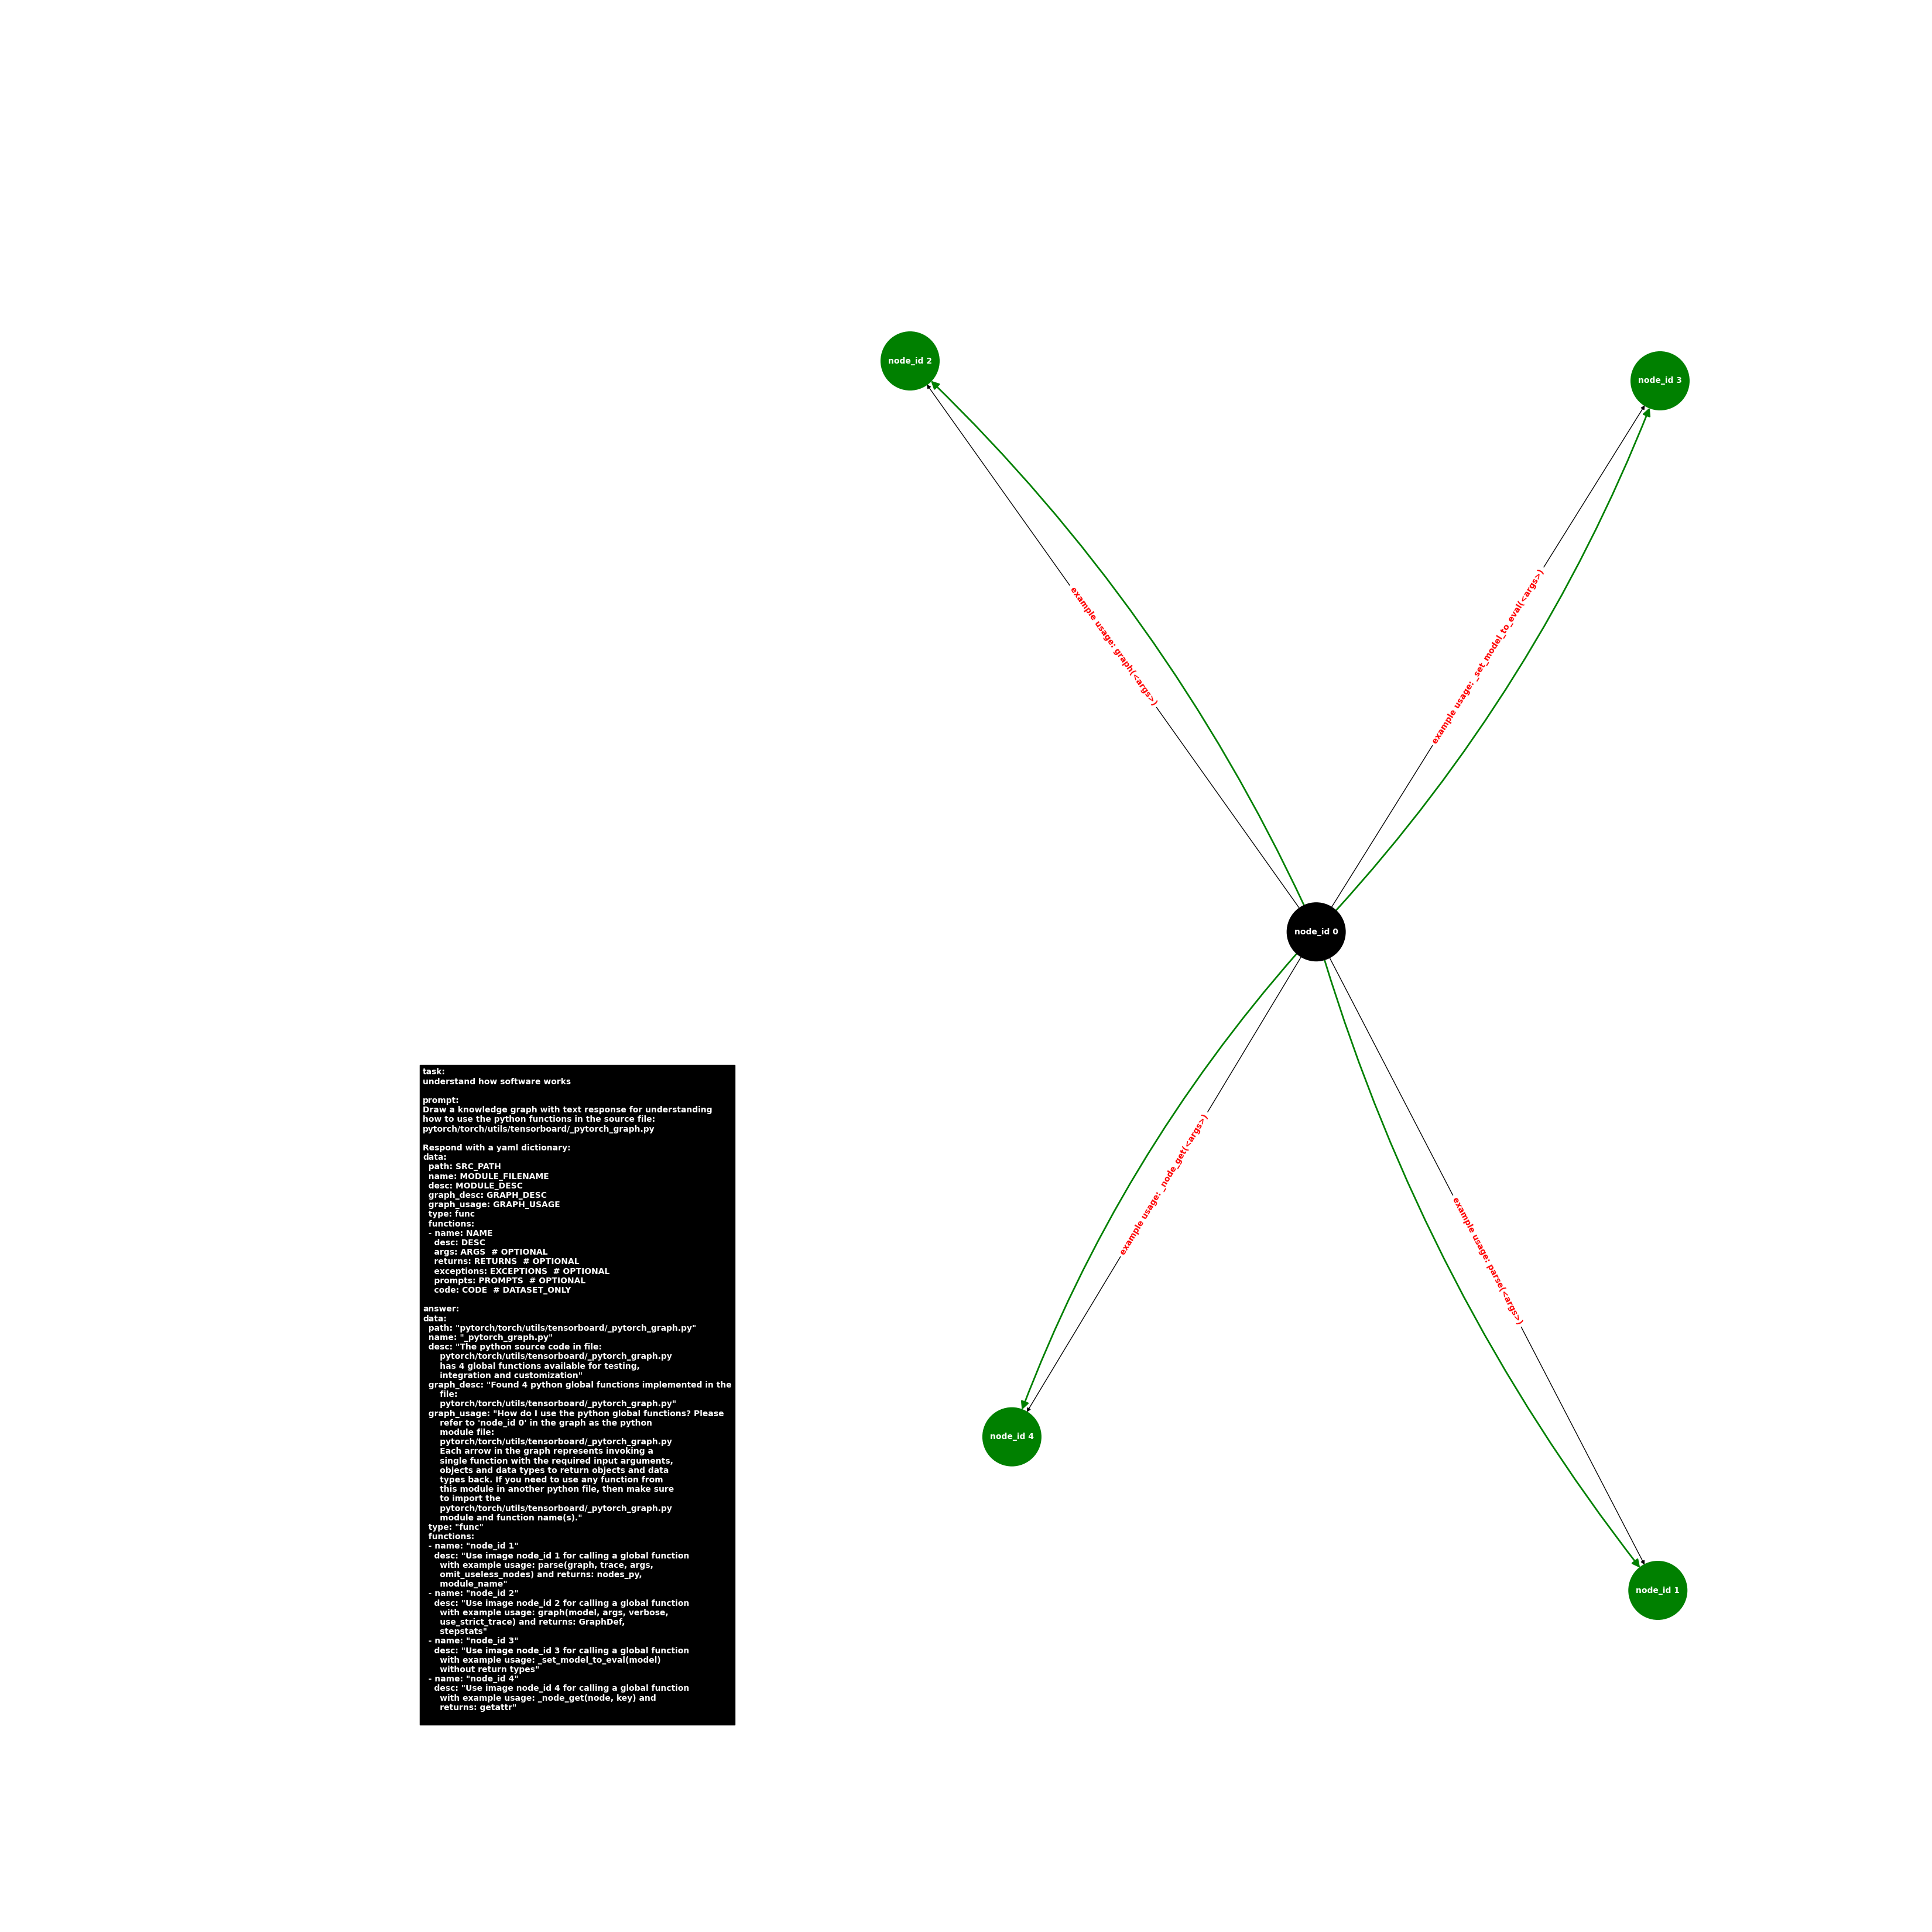 node_id 2
node_id 3
example usage: graph(<args>)
example usage: _set_model_to_eval(<args>)
node_id 0
example usage: _node_get(<args>)
example usage: parse(<args>)
node_id 4
node_id 1
task:
understand how software works

prompt:
Draw a knowledge graph with text response for understanding
how to use the python functions in the source file:
pytorch/torch/utils/tensorboard/_pytorch_graph.py

Respond with a yaml dictionary:
data:
  path: SRC_PATH
  name: MODULE_FILENAME
  desc: MODULE_DESC
  graph_desc: GRAPH_DESC
  graph_usage: GRAPH_USAGE
  type: func
  functions:
  - name: NAME
    desc: DESC
    args: ARGS  # OPTIONAL
    returns: RETURNS  # OPTIONAL
    exceptions: EXCEPTIONS  # OPTIONAL
    prompts: PROMPTS  # OPTIONAL
    code: CODE  # DATASET_ONLY

answer:
data:
  path: "pytorch/torch/utils/tensorboard/_pytorch_graph.py"
  name: "_pytorch_graph.py"
  desc: "The python source code in file:
      pytorch/torch/utils/tensorboard/_pytorch_graph.py
      has 4 global functions available for testing,
      integration and customization"
  graph_desc: "Found 4 python global functions implemented in the
      file:
      pytorch/torch/utils/tensorboard/_pytorch_graph.py"
  graph_usage: "How do I use the python global functions? Please
      refer to 'node_id 0' in the graph as the python
      module file:
      pytorch/torch/utils/tensorboard/_pytorch_graph.py
      Each arrow in the graph represents invoking a
      single function with the required input arguments,
      objects and data types to return objects and data
      types back. If you need to use any function from
      this module in another python file, then make sure
      to import the
      pytorch/torch/utils/tensorboard/_pytorch_graph.py
      module and function name(s)."
  type: "func"
  functions:
  - name: "node_id 1"
    desc: "Use image node_id 1 for calling a global function
      with example usage: parse(graph, trace, args,
      omit_useless_nodes) and returns: nodes_py,
      module_name"
  - name: "node_id 2"
    desc: "Use image node_id 2 for calling a global function
      with example usage: graph(model, args, verbose,
      use_strict_trace) and returns: GraphDef,
      stepstats"
  - name: "node_id 3"
    desc: "Use image node_id 3 for calling a global function
      with example usage: _set_model_to_eval(model)
      without return types"
  - name: "node_id 4"
    desc: "Use image node_id 4 for calling a global function
      with example usage: _node_get(node, key) and
      returns: getattr"